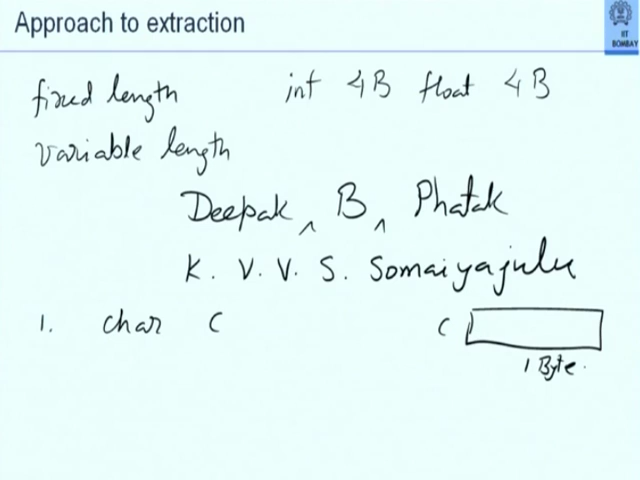 Approach to extraction
IIT
BOMBAY
fixed length int 4B float 4B
variable length
Deepak ^ B ^ Phatak
K. V. V. S. Somaiyajulu
1. char C C
1 Byte.